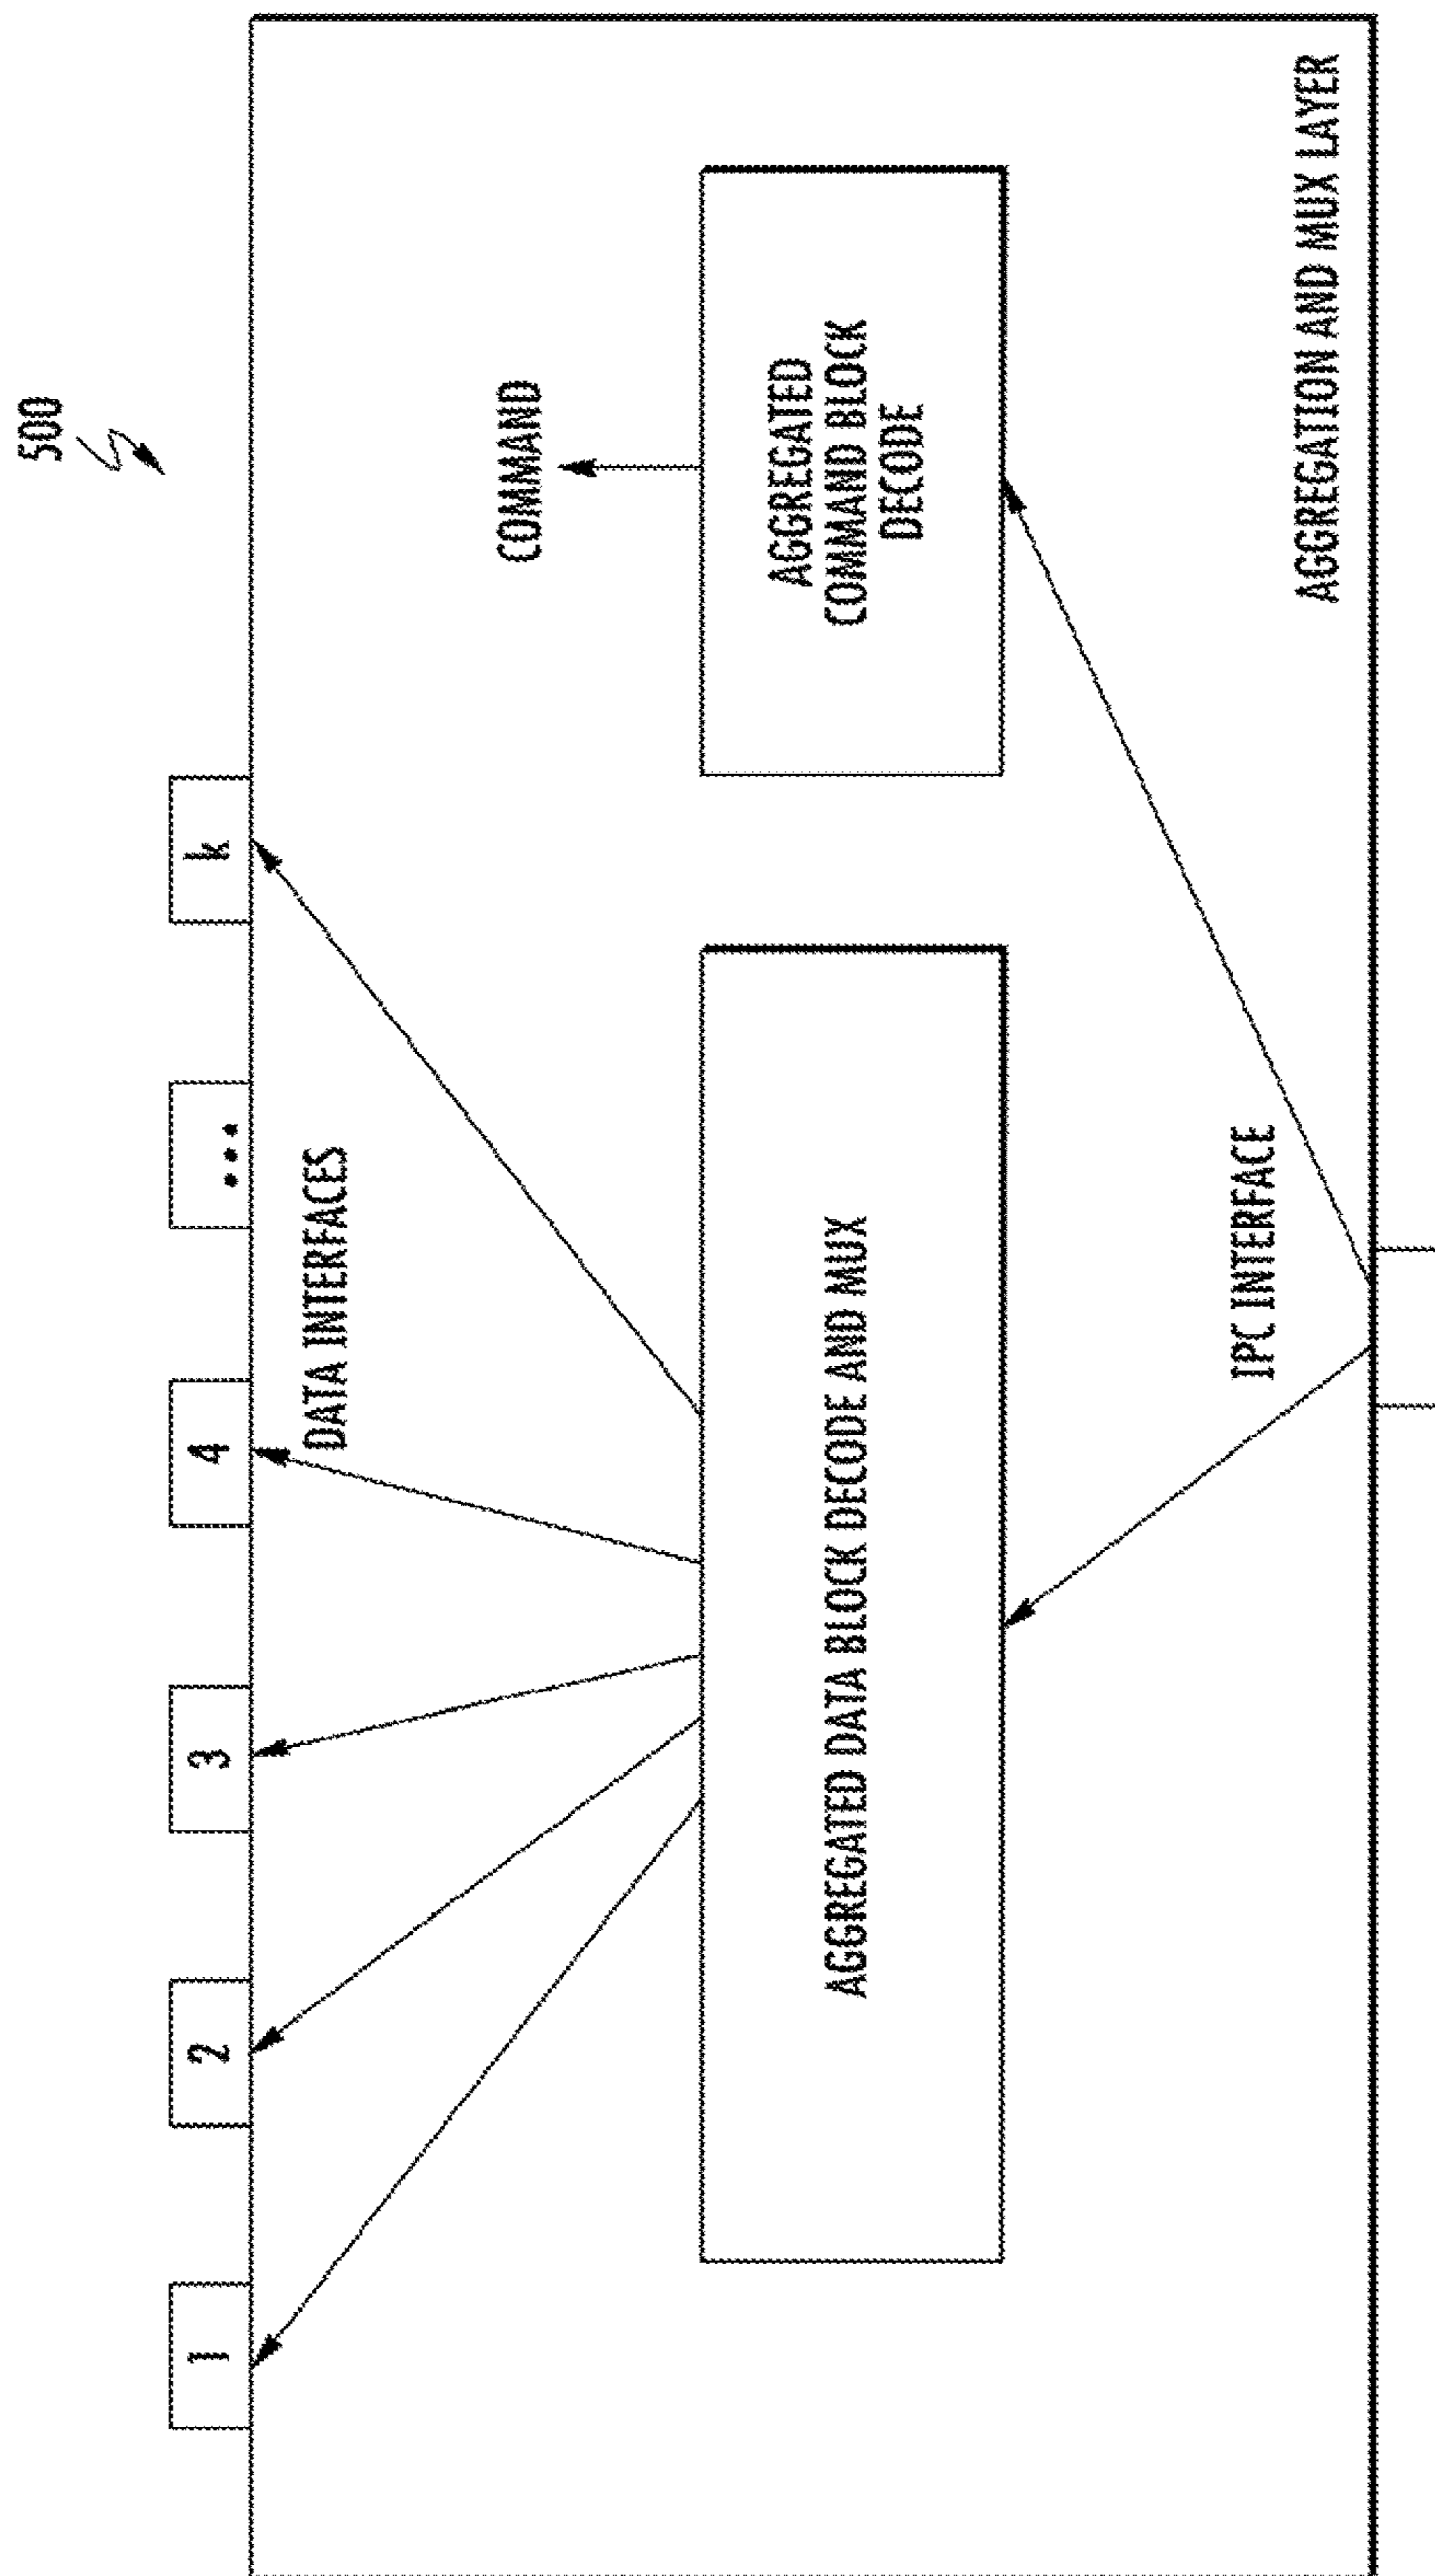 500
1
2
3
4
...
k
DATA INTERFACES
COMMAND
AGGREGATED DATA BLOCK DECODE AND MUX
AGGREGATED
COMMAND BLOCK
DECODE
IPC INTERFACE
AGGREGATION AND MUX LAYER